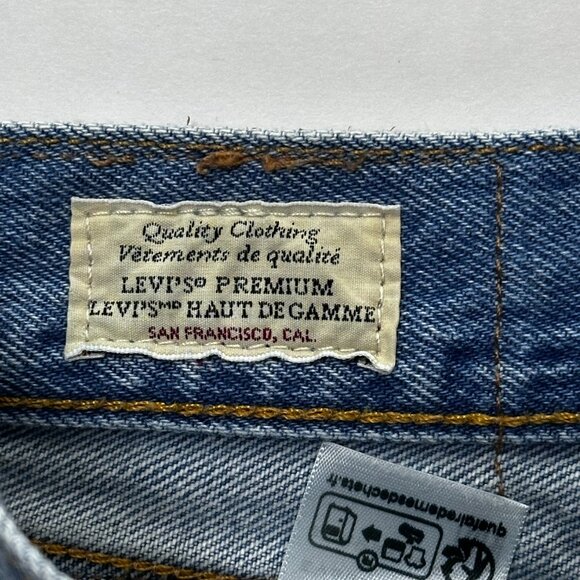 Quality Clothing
Vêtements de qualité
LEVI'S® PREMIUM
LEVI'Sᴹᴰ HAUT DE GAMME
SAN FRANCISCO, CAL.
quefairedemesdechets.fr